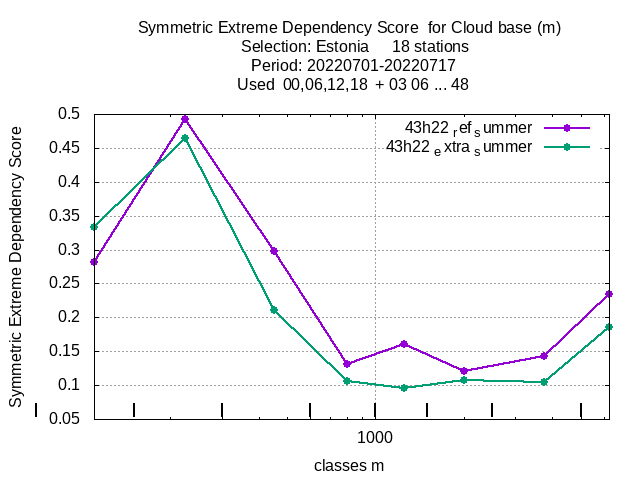 Symmetric Extreme Dependency Score for Cloud base (m)
Selection: Estonia 18 stations
Period: 20220701-20220717
Used 00,06,12,18 + 03 06 ... 48
43h22 ref summer
43h22 extra summer
0.5
0.45
0.4
0.35
0.3
0.25
0.2
0.15
0.1
0.05
Symmetric Extreme Dependency Score
1000
classes m